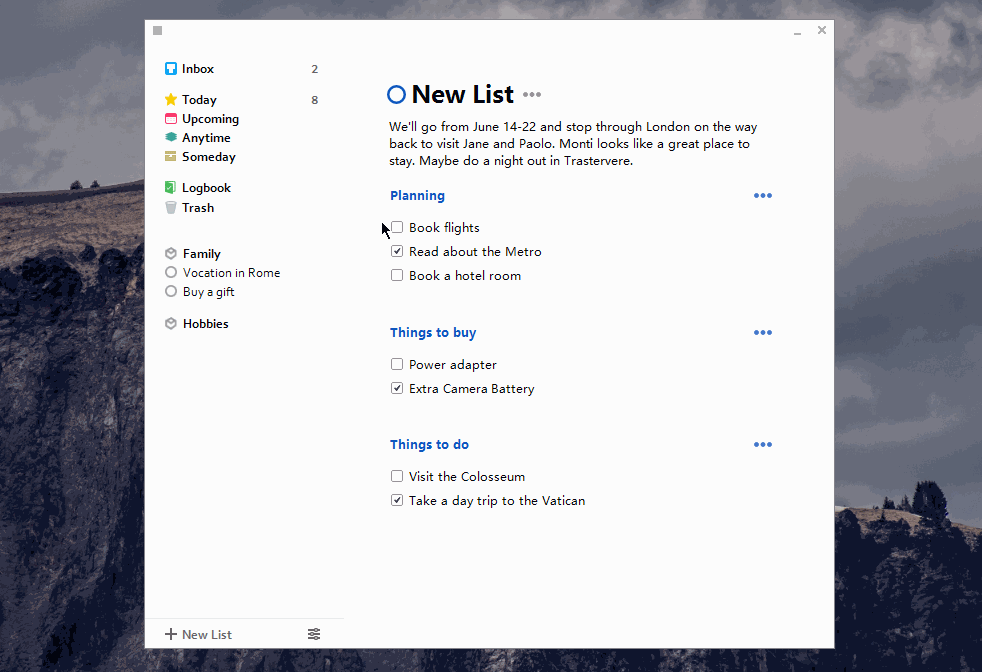 Inbox 2
Today 8
Upcoming
Anytime
Someday
Logbook
Trash
Family
Vocation in Rome
Buy a gift
Hobbies
New List
New List
We'll go from June 14-22 and stop through London on the way
back to visit Jane and Paolo. Monti looks like a great place to
stay. Maybe do a night out in Trastervere.
Planning
Book flights
Read about the Metro
Book a hotel room
Things to buy
Power adapter
Extra Camera Battery
Things to do
Visit the Colosseum
Take a day trip to the Vatican